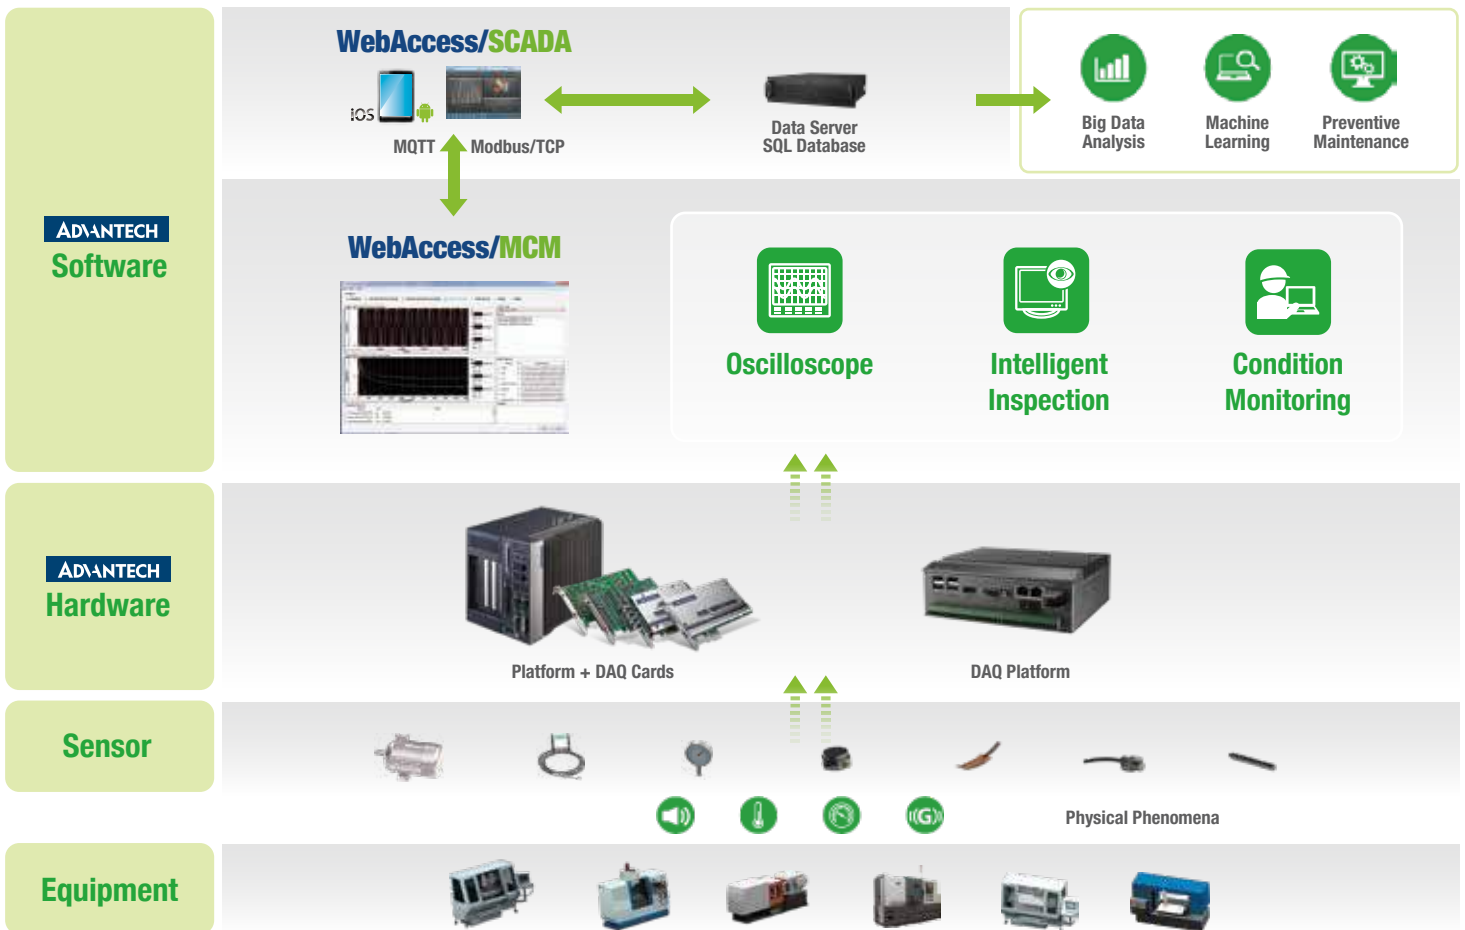 WebAccess/SCADA
iOS
MQTT
Modbus/TCP
Data Server
SQL Database
Big Data
Analysis
Machine
Learning
Preventive
Maintenance
ADVANTECH
Software
WebAccess/MCM
Oscilloscope
Intelligent
Inspection
Condition
Monitoring
ADVANTECH
Hardware
Platform + DAQ Cards
DAQ Platform
Sensor
((G))
Physical Phenomena
Equipment